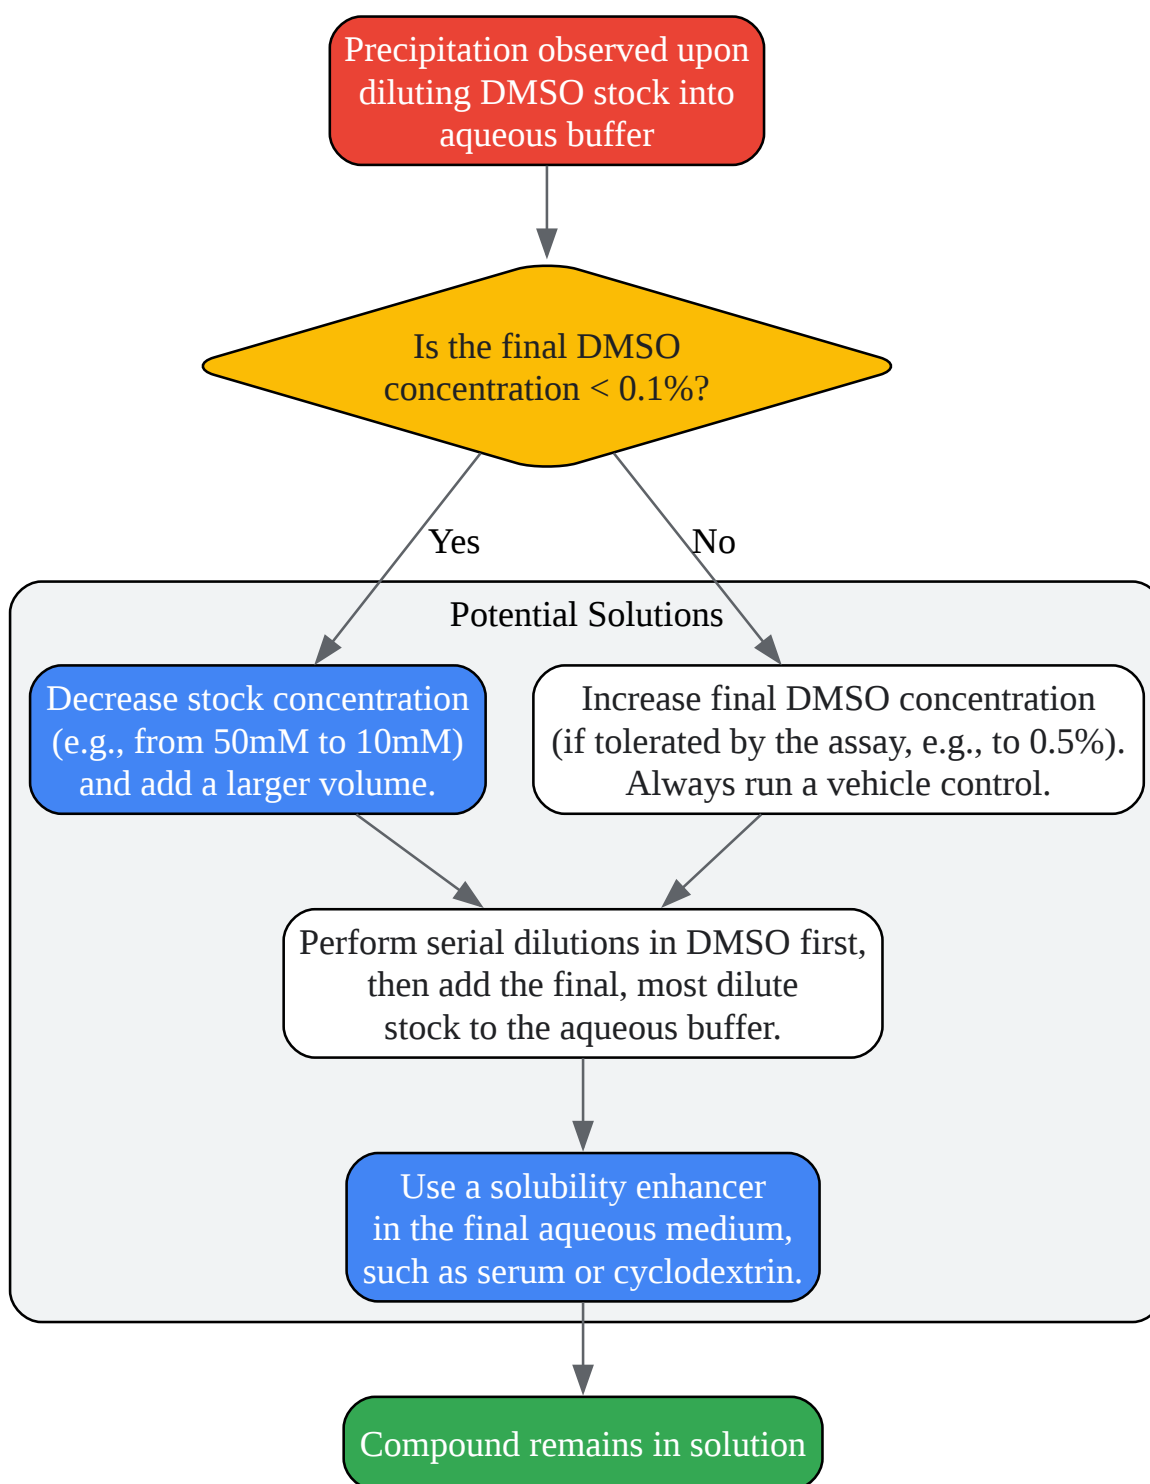 Precipitation observed upon
diluting DMSO stock into
aqueous buffer
Is the final DMSO
concentration < 0.1%?
Yes
No
Potential Solutions
Decrease stock concentration
(e.g., from 50mM to 10mM)
and add a larger volume.
Increase final DMSO concentration
(if tolerated by the assay, e.g., to 0.5%).
Always run a vehicle control.
Perform serial dilutions in DMSO first,
then add the final, most dilute
stock to the aqueous buffer.
Use a solubility enhancer
in the final aqueous medium,
such as serum or cyclodextrin.
Compound remains in solution